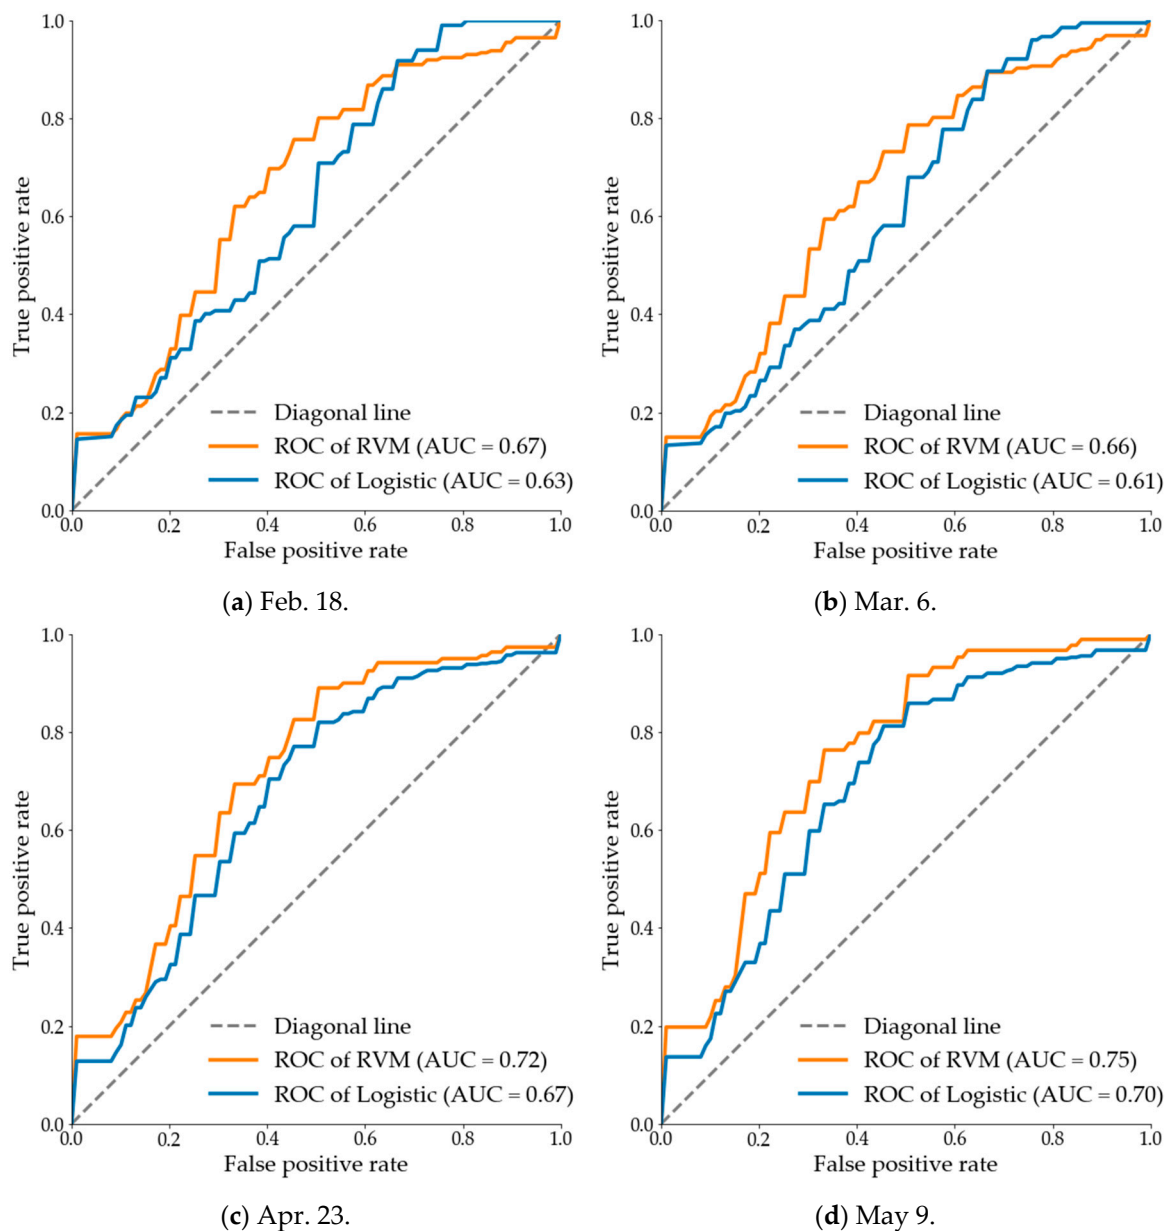 1.0
0.8
0.6
0.4
0.2
0.0
True positive rate
0.0 0.2 0.4 0.6 0.8 1.0
False positive rate
Diagonal line
ROC of RVM (AUC = 0.67)
ROC of Logistic (AUC = 0.63)
(a) Feb. 18.
1.0
0.8
0.6
0.4
0.2
0.0
True positive rate
0.0 0.2 0.4 0.6 0.8 1.0
False positive rate
Diagonal line
ROC of RVM (AUC = 0.66)
ROC of Logistic (AUC = 0.61)
(b) Mar. 6.
1.0
0.8
0.6
0.4
0.2
0.0
True positive rate
0.0 0.2 0.4 0.6 0.8 1.0
False positive rate
Diagonal line
ROC of RVM (AUC = 0.72)
ROC of Logistic (AUC = 0.67)
(c) Apr. 23.
1.0
0.8
0.6
0.4
0.2
0.0
True positive rate
0.0 0.2 0.4 0.6 0.8 1.0
False positive rate
Diagonal line
ROC of RVM (AUC = 0.75)
ROC of Logistic (AUC = 0.70)
(d) May 9.